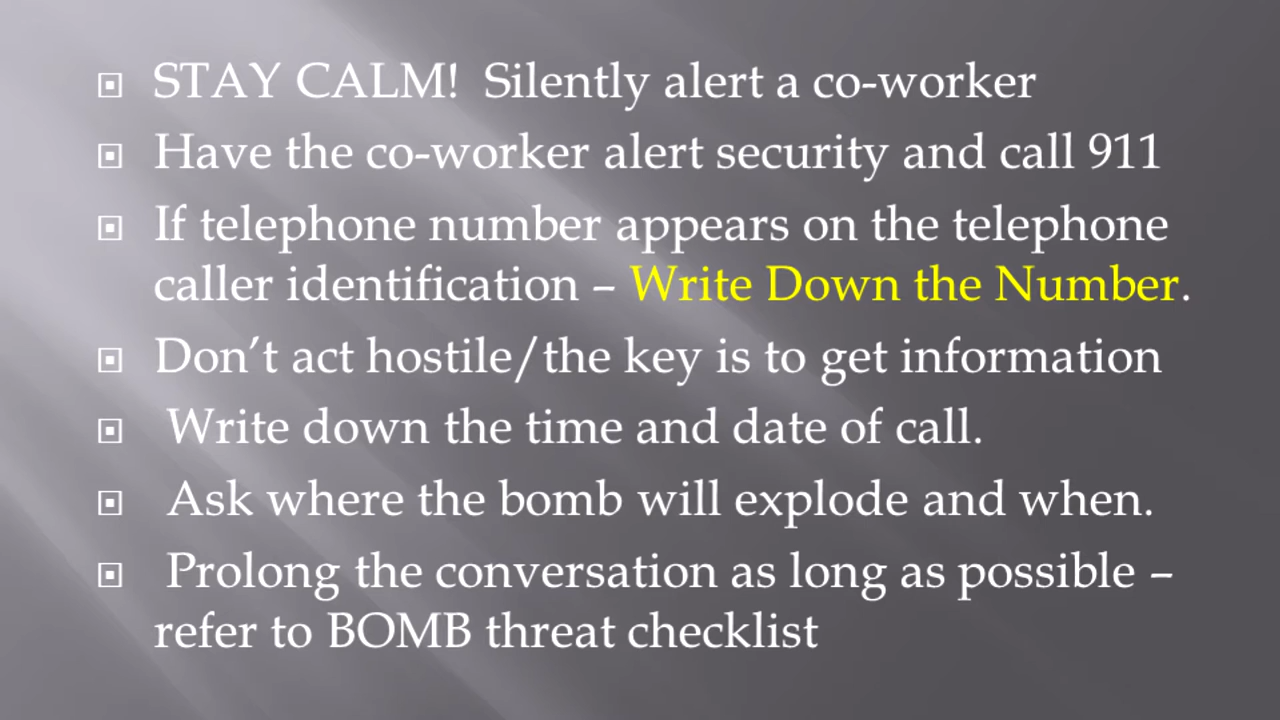 STAY CALM!  Silently alert a co-worker
Have the co-worker alert security and call 911
If telephone number appears on the telephone
caller identification – Write Down the Number.
Don’t act hostile/the key is to get information
Write down the time and date of call.
Ask where the bomb will explode and when.
Prolong the conversation as long as possible –
refer to BOMB threat checklist